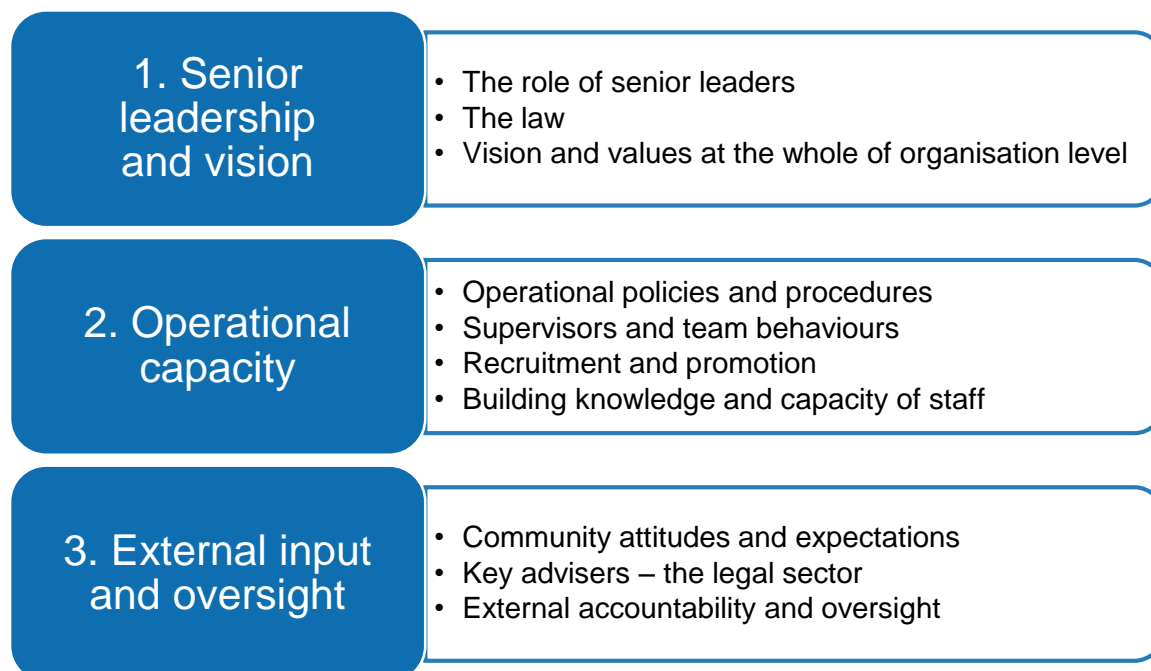 1. Senior
leadership
and vision
• The role of senior leaders
• The law
• Vision and values at the whole of organisation level
2. Operational
capacity
• Operational policies and procedures
• Supervisors and team behaviours
• Recruitment and promotion
• Building knowledge and capacity of staff
3. External input
and oversight
• Community attitudes and expectations
• Key advisers – the legal sector
• External accountability and oversight